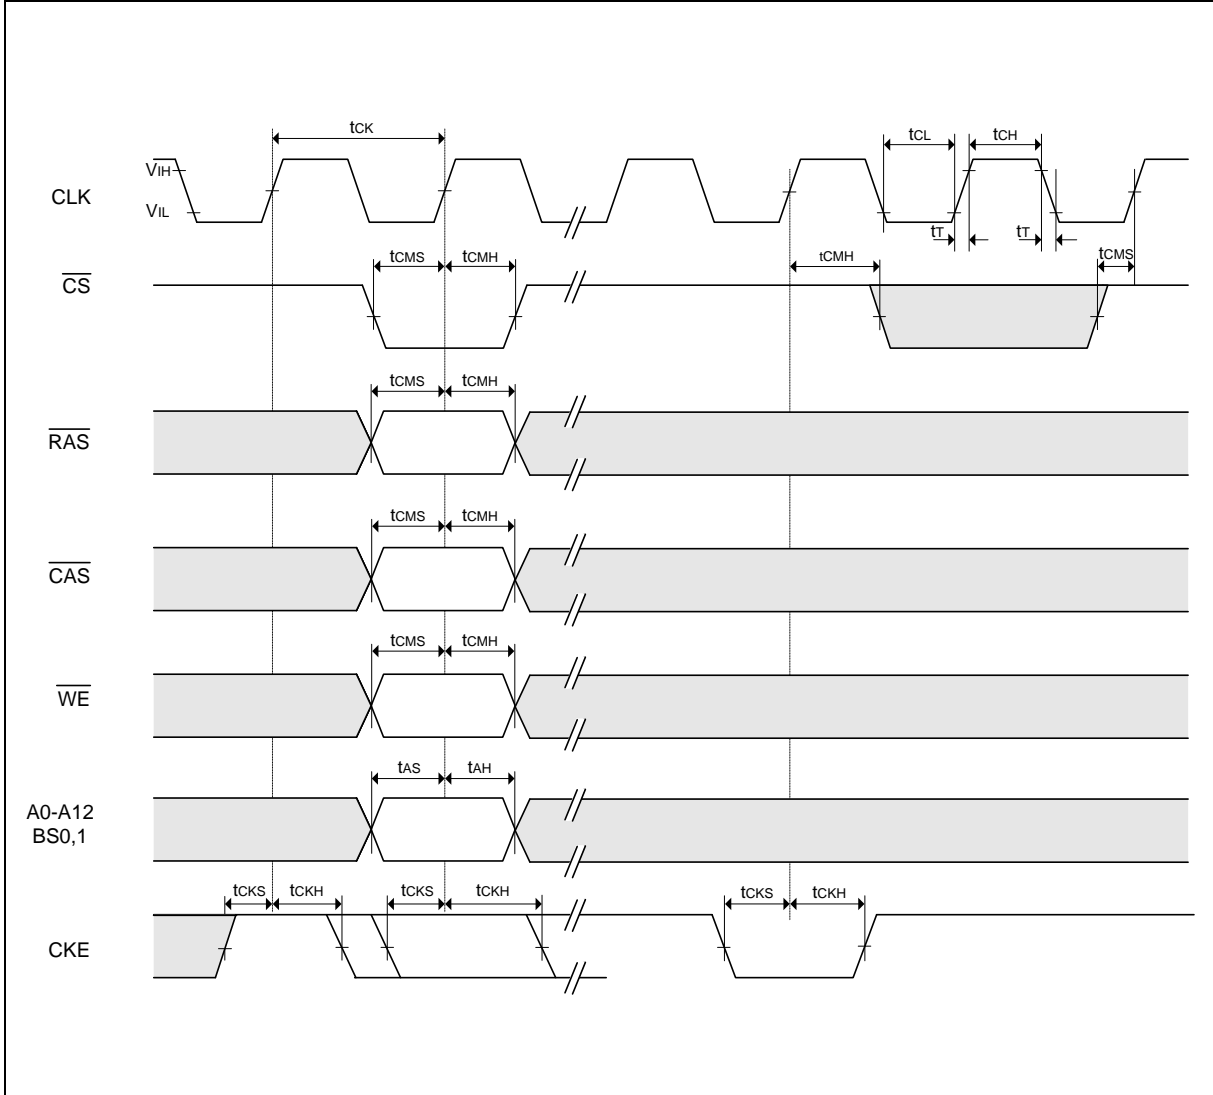 tCK
tCL tCH
VIH
CLK
VIL
tT tT
tCMS tCMH tCMH tCMS
CS
tCMS tCMH
RAS
tCMS tCMH
CAS
tCMS tCMH
WE
tAS tAH
A0-A12
BS0,1
tCKS tCKH tCKS tCKH tCKS tCKH
CKE